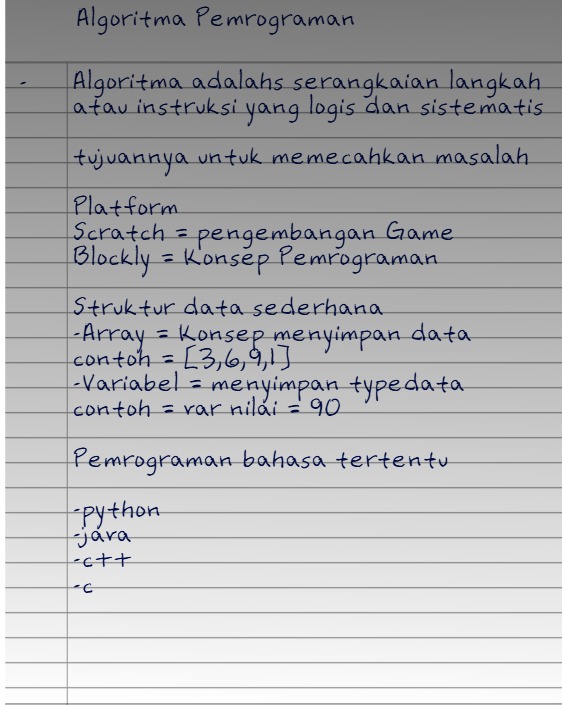 Algoritma Pemrograman
- Algoritma adalahs serangkaian langkah
atau instruksi yang logis dan sistematis
tujuannya untuk memecahkan masalah
Platform
Scratch = pengembangan Game
Blockly = Konsep Pemrograman
Struktur data sederhana
-Array = Konsep menyimpan data
contoh = [3,6,9,1]
-Variabel = menyimpan typedata
contoh = var nilai = 90
Pemrograman bahasa tertentu
-python
-java
-c++
-c